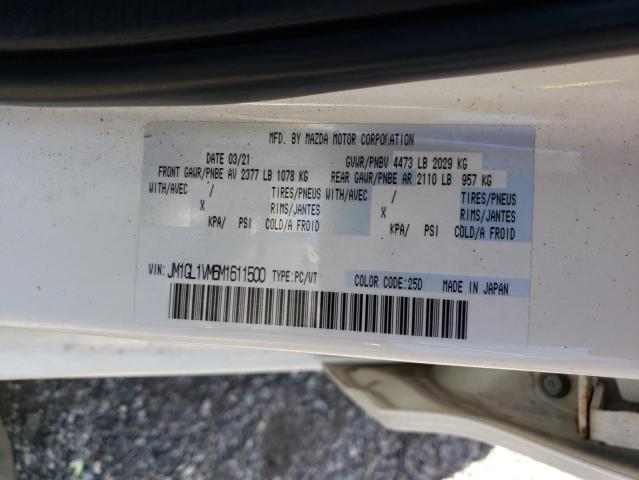 MFD. BY MAZDA MOTOR CORPORATION
DATE 03/21 GVWR/PNBV 4473 LB 2029 KG
FRONT GAWR/PNBE AV 2377 LB 1078 KG REAR GAWR/PNBE AR 2110 LB 957 KG
WITH/AVEC / TIRES/PNEUS WITH/AVEC / TIRES/PNEUS
X RIMS/JANTES X RIMS/JANTES
KPA/ PSI COLD/A FROID KPA/ PSI COLD/A FROID
VIN: JM1GL1VM6M1611500 TYPE:PC/VT COLOR CODE:25D MADE IN JAPAN